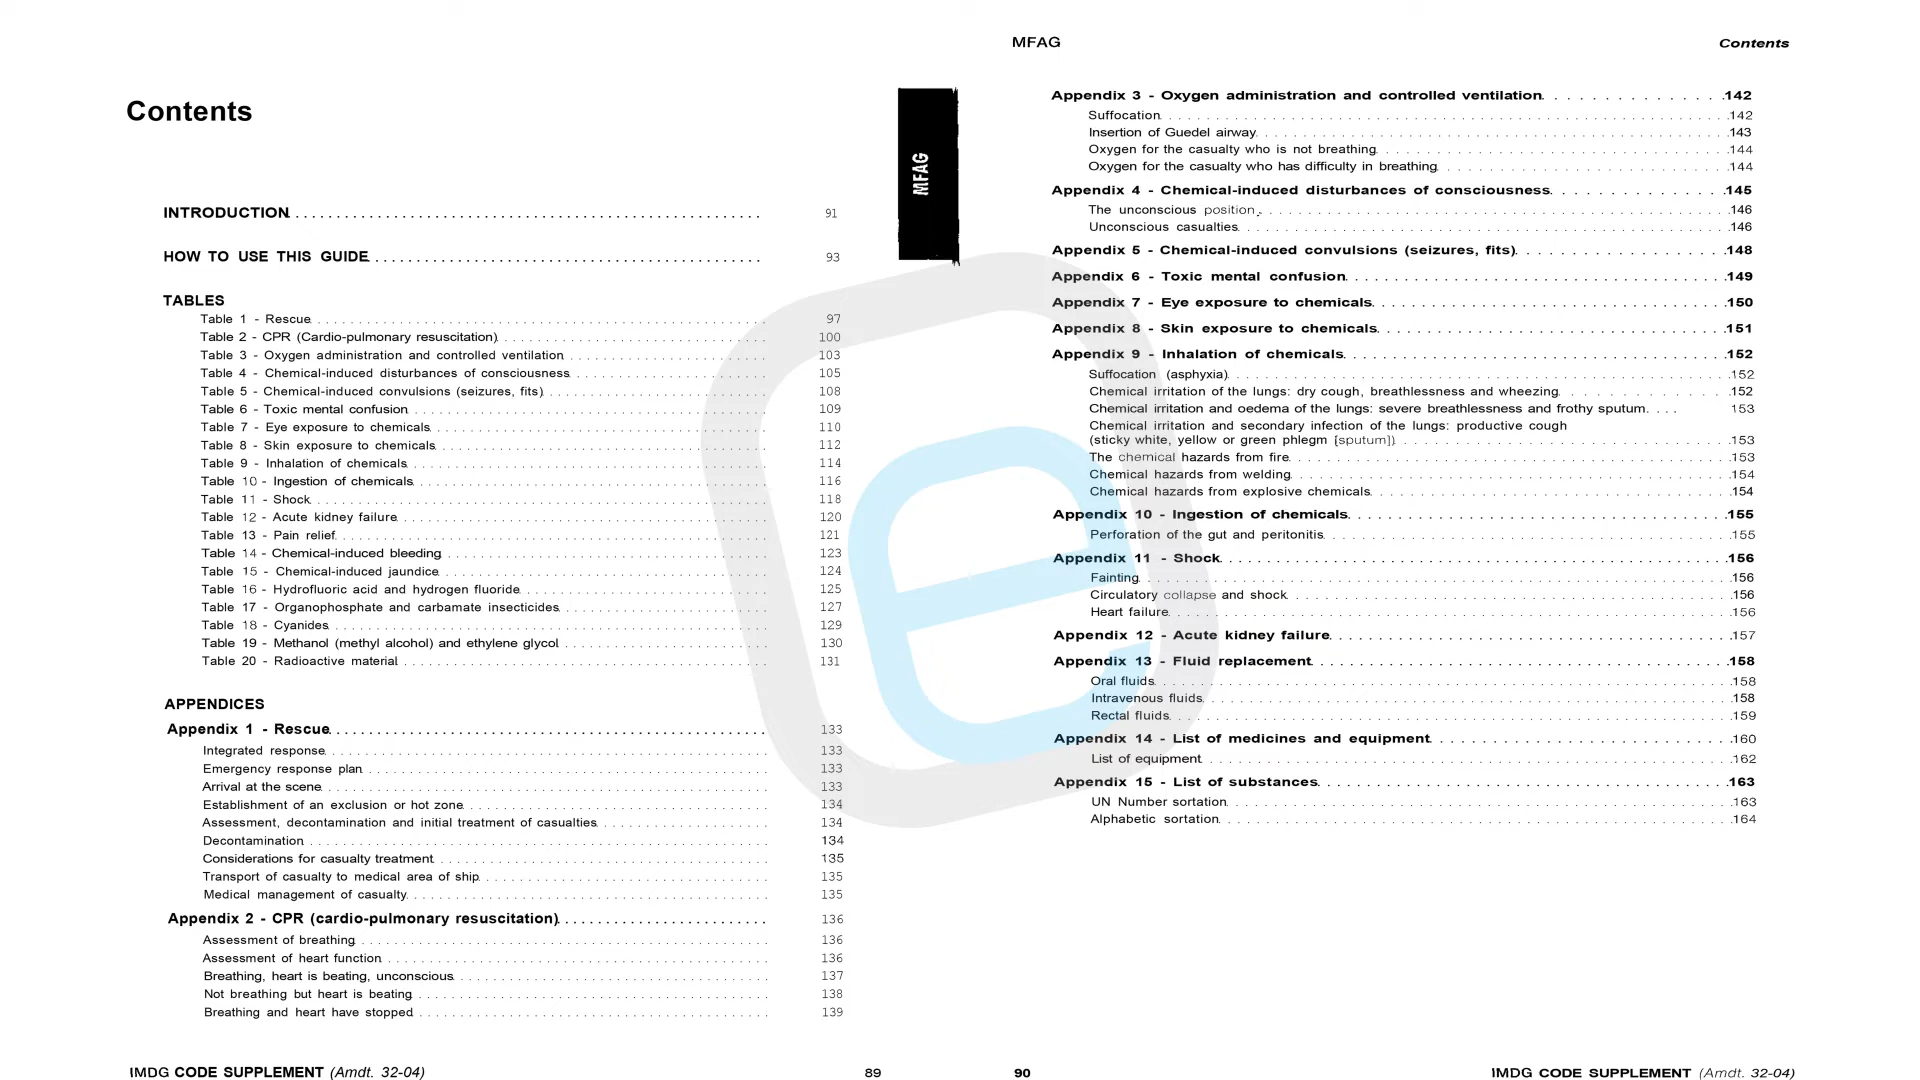 Contents
INTRODUCTION 91
HOW TO USE THIS GUIDE 93
TABLES
Table 1 - Rescue 97
Table 2 - CPR (Cardio-pulmonary resuscitation) 100
Table 3 - Oxygen administration and controlled ventilation 103
Table 4 - Chemical-induced disturbances of consciousness 105
Table 5 - Chemical-induced convulsions (seizures, fits) 108
Table 6 - Toxic mental confusion 109
Table 7 - Eye exposure to chemicals 110
Table 8 - Skin exposure to chemicals 112
Table 9 - Inhalation of chemicals 114
Table 10 - Ingestion of chemicals 116
Table 11 - Shock 118
Table 12 - Acute kidney failure 120
Table 13 - Pain relief 121
Table 14 - Chemical-induced bleeding 123
Table 15 - Chemical-induced jaundice 124
Table 16 - Hydrofluoric acid and hydrogen fluoride 125
Table 17 - Organophosphate and carbamate insecticides 127
Table 18 - Cyanides 129
Table 19 - Methanol (methyl alcohol) and ethylene glycol 130
Table 20 - Radioactive material 131
APPENDICES
Appendix 1 - Rescue 133
Integrated response 133
Emergency response plan 133
Arrival at the scene 133
Establishment of an exclusion or hot zone 134
Assessment, decontamination and initial treatment of casualties 134
Decontamination 134
Considerations for casualty treatment 135
Transport of casualty to medical area of ship 135
Medical management of casualty 135
Appendix 2 - CPR (cardio-pulmonary resuscitation) 136
Assessment of breathing 136
Assessment of heart function 136
Breathing, heart is beating, unconscious 137
Not breathing but heart is beating 138
Breathing and heart have stopped 139
IMDG CODE SUPPLEMENT (Amdt. 32-04) 89
MFAG
MFAG Contents
Appendix 3 - Oxygen administration and controlled ventilation 142
Suffocation 142
Insertion of Guedel airway 143
Oxygen for the casualty who is not breathing 144
Oxygen for the casualty who has difficulty in breathing 144
Appendix 4 - Chemical-induced disturbances of consciousness 145
The unconscious position 146
Unconscious casualties 146
Appendix 5 - Chemical-induced convulsions (seizures, fits) 148
Appendix 6 - Toxic mental confusion 149
Appendix 7 - Eye exposure to chemicals 150
Appendix 8 - Skin exposure to chemicals 151
Appendix 9 - Inhalation of chemicals 152
Suffocation (asphyxia) 152
Chemical irritation of the lungs: dry cough, breathlessness and wheezing 152
Chemical irritation and oedema of the lungs: severe breathlessness and frothy sputum 153
Chemical irritation and secondary infection of the lungs: productive cough
(sticky white, yellow or green phlegm [sputum]) 153
The chemical hazards from fire 153
Chemical hazards from welding 154
Chemical hazards from explosive chemicals 154
Appendix 10 - Ingestion of chemicals 155
Perforation of the gut and peritonitis 155
Appendix 11 - Shock 156
Fainting 156
Circulatory collapse and shock 156
Heart failure 156
Appendix 12 - Acute kidney failure 157
Appendix 13 - Fluid replacement 158
Oral fluids 158
Intravenous fluids 158
Rectal fluids 159
Appendix 14 - List of medicines and equipment 160
List of equipment 162
Appendix 15 - List of substances 163
UN Number sortation 163
Alphabetic sortation 164
90 IMDG CODE SUPPLEMENT (Amdt. 32-04)